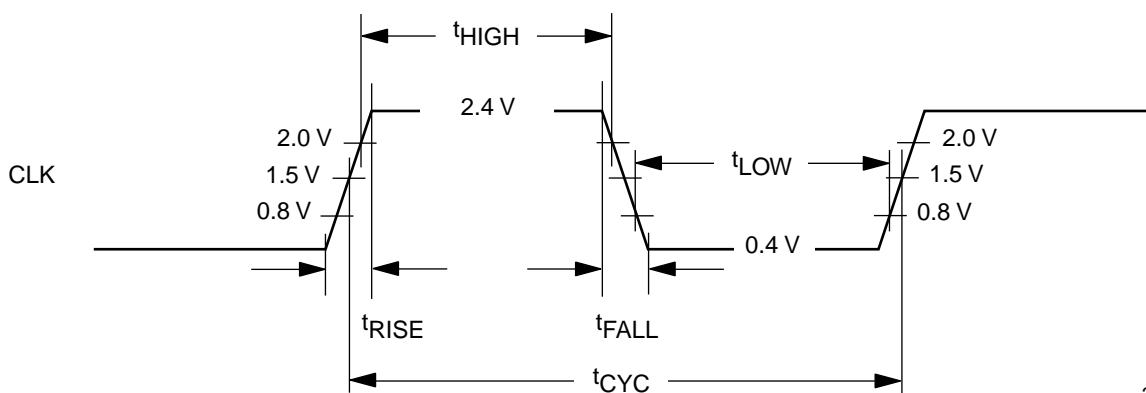 tHIGH
2.4 V
2.0 V
2.0 V
tLOW
CLK
1.5 V
1.5 V
0.8 V
0.8 V
0.4 V
tRISE
tFALL
tCYC